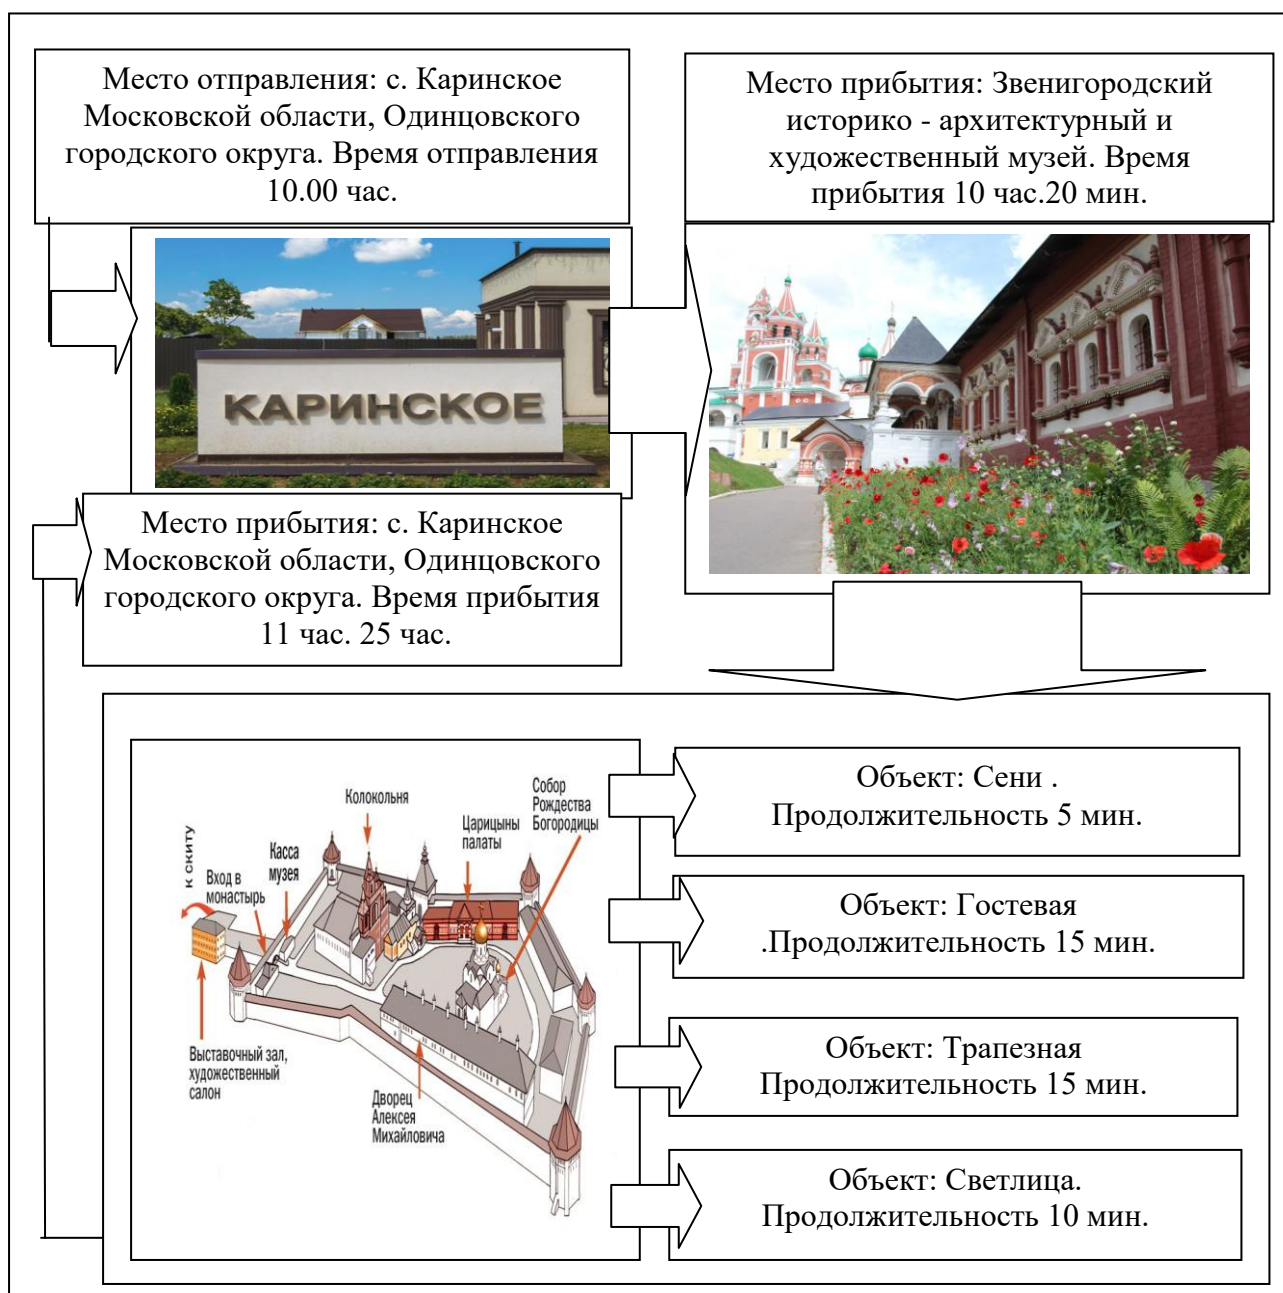 Место отправления: с. Каринское
Московской области, Одинцовского
городского округа. Время отправления
10.00 час.
Место прибытия: Звенигородский
историко - архитектурный и
художественный музей. Время
прибытия 10 час.20 мин.
КАРИНСКОЕ
Место прибытия: с. Каринское
Московской области, Одинцовского
городского округа. Время прибытия
11 час. 25 час.
к скиту
Вход в
монастырь
Касса
музея
Колокольня
Царицыны
палаты
Собор
Рождества
Богородицы
Выставочный зал,
художественный
салон
Дворец
Алексея
Михайловича
Объект: Сени .
Продолжительность 5 мин.
Объект: Гостевая
.Продолжительность 15 мин.
Объект: Трапезная
Продолжительность 15 мин.
Объект: Светлица.
Продолжительность 10 мин.